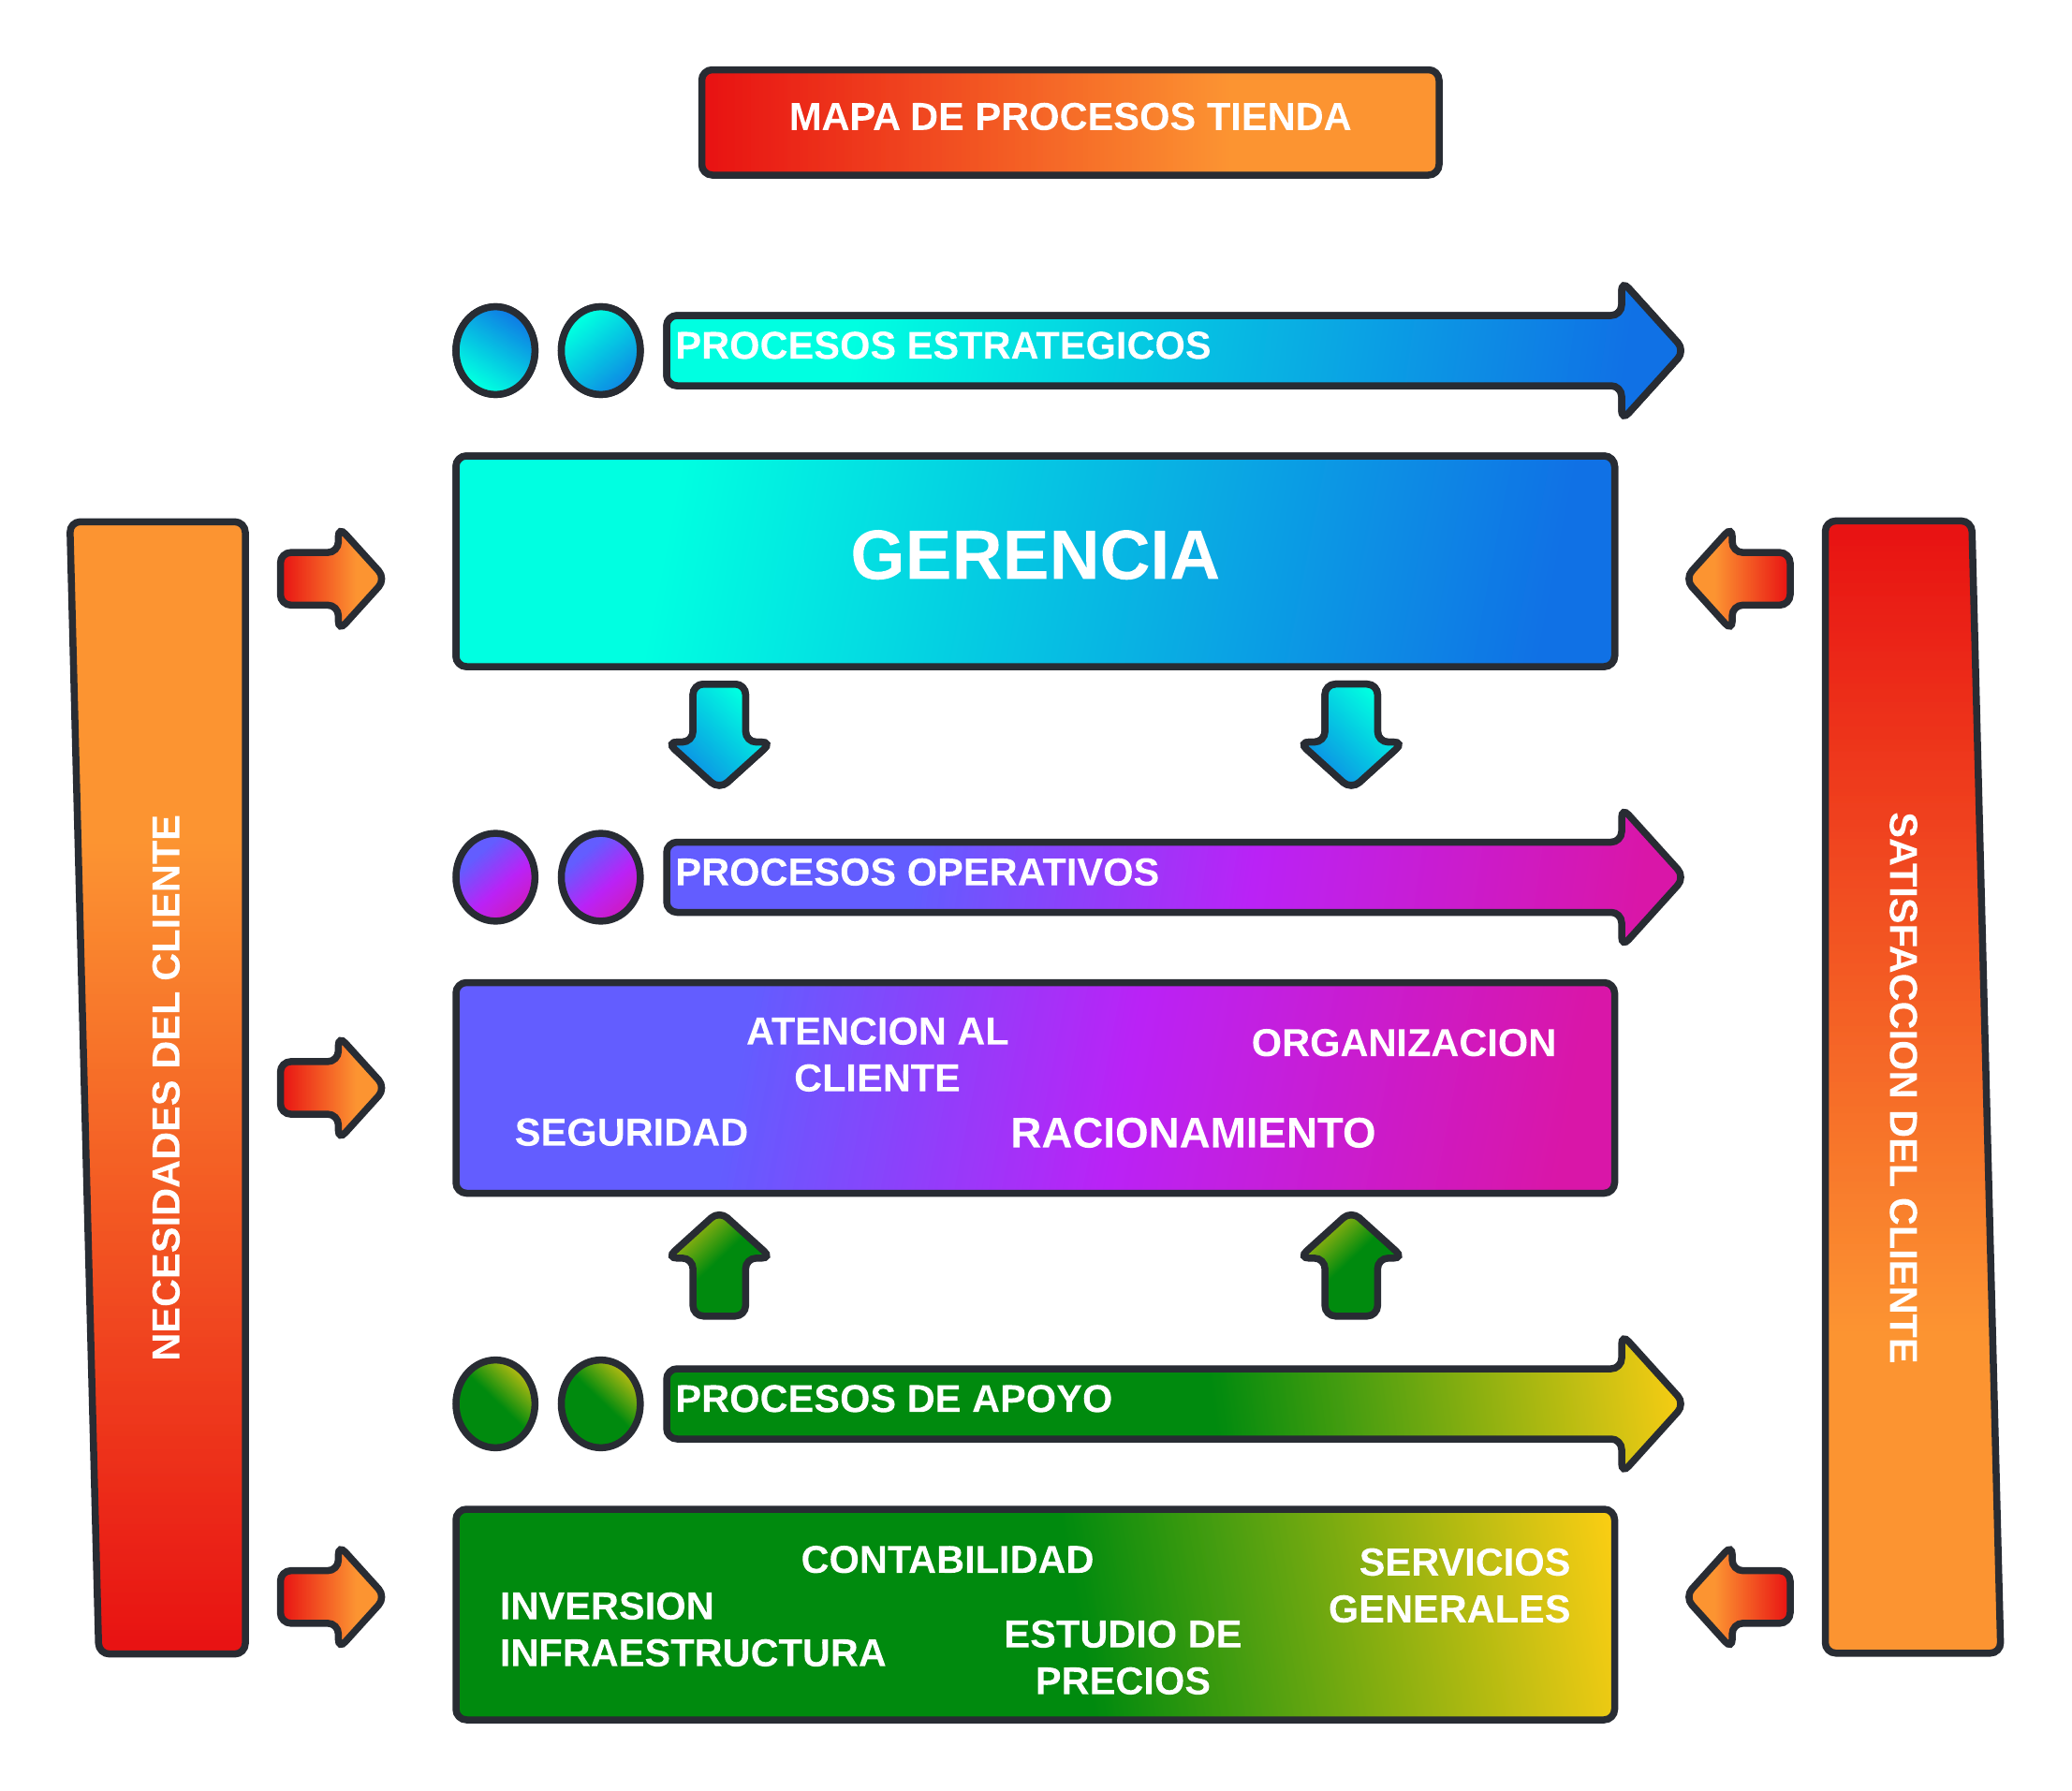 MAPA DE PROCESOS TIENDA
PROCESOS ESTRATEGICOS
GERENCIA
NECESIDADES DEL CLIENTE
SATISFACCION DEL CLIENTE
PROCESOS OPERATIVOS
ATENCION AL
CLIENTE
ORGANIZACION
SEGURIDAD
RACIONAMIENTO
PROCESOS DE APOYO
CONTABILIDAD
SERVICIOS
GENERALES
INVERSION
INFRAESTRUCTURA
ESTUDIO DE
PRECIOS